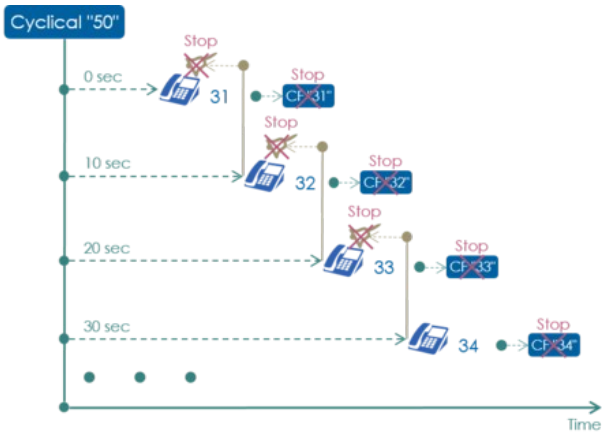 Cyclical "50"
Stop
0 sec
31
Stop
CF "31"
Stop
10 sec
32
Stop
CF "32"
Stop
20 sec
33
Stop
CF "33"
30 sec
34
Stop
CF "34"
Time